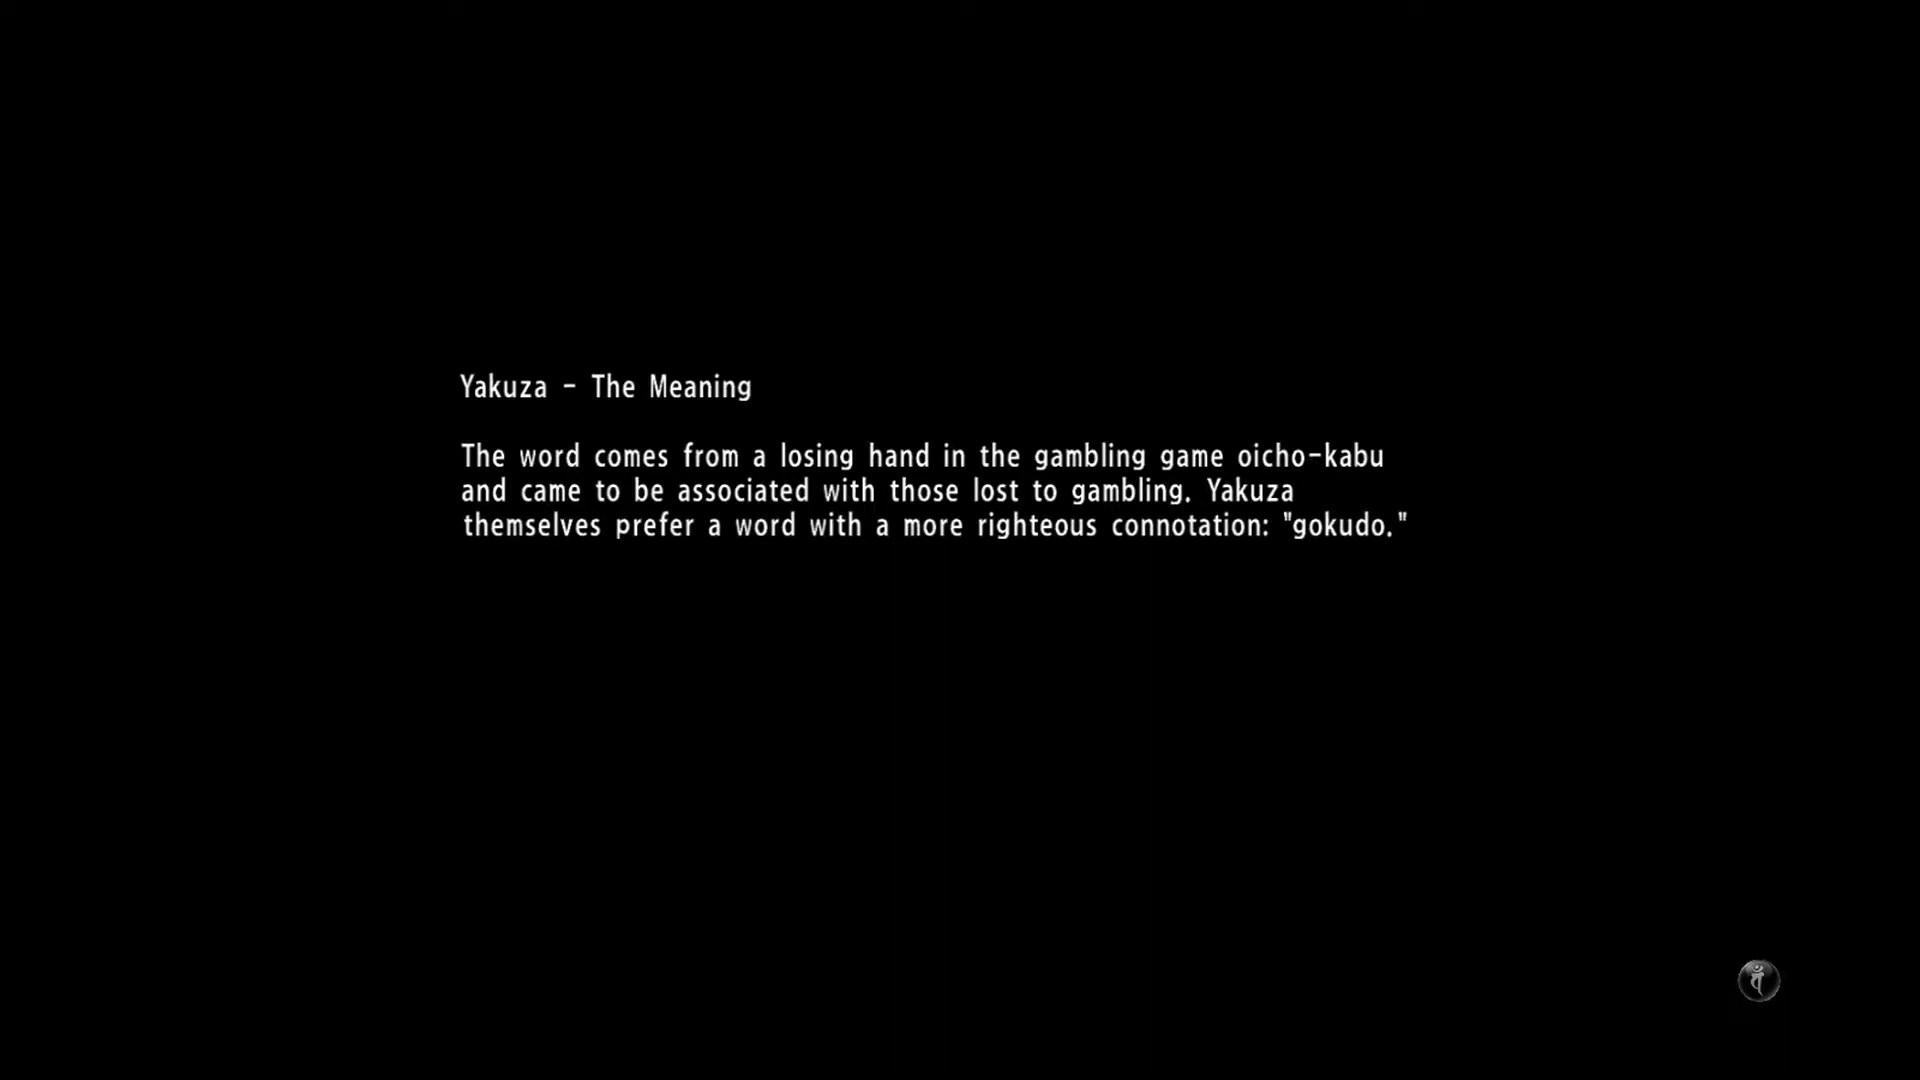 Yakuza - The Meaning
The word comes from a losing hand in the gambling game oicho-kabu
and came to be associated with those lost to gambling. Yakuza
themselves prefer a word with a more righteous connotation: "gokudo."